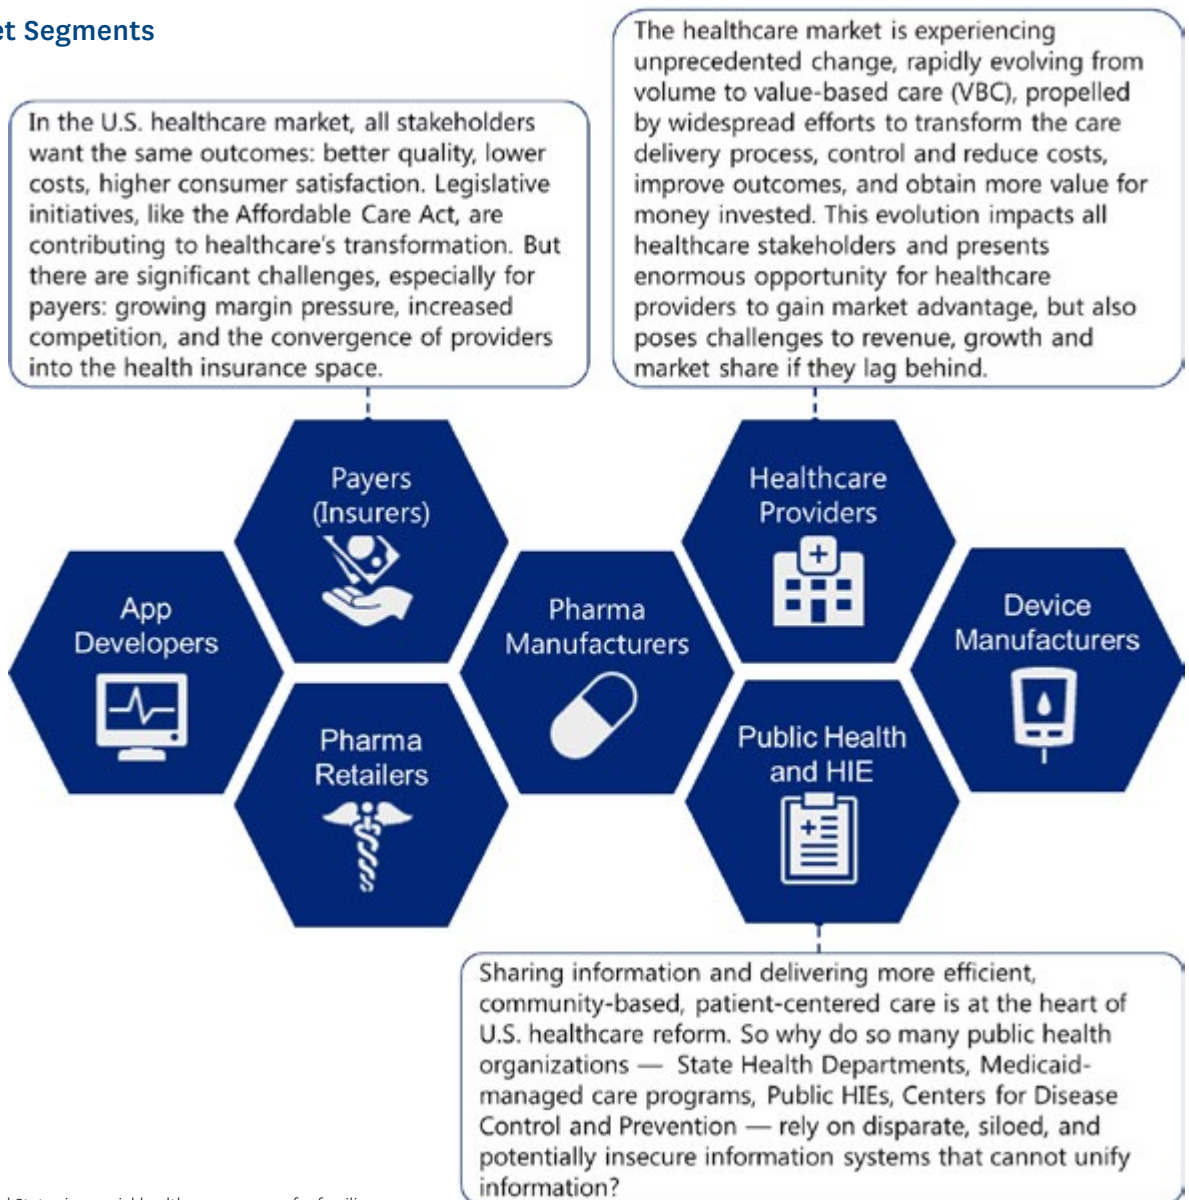 et Segments
The healthcare market is experiencing
unprecedented change, rapidly evolving from
volume to value-based care (VBC), propelled
by widespread efforts to transform the care
delivery process, control and reduce costs,
improve outcomes, and obtain more value for
money invested. This evolution impacts all
healthcare stakeholders and presents
enormous opportunity for healthcare
providers to gain market advantage, but also
poses challenges to revenue, growth and
market share if they lag behind.
In the U.S. healthcare market, all stakeholders
want the same outcomes: better quality, lower
costs, higher consumer satisfaction. Legislative
initiatives, like the Affordable Care Act, are
contributing to healthcare's transformation. But
there are significant challenges, especially for
payers: growing margin pressure, increased
competition, and the convergence of providers
into the health insurance space.
Payers
(Insurers)
Healthcare
Providers
App
Developers
Pharma
Manufacturers
Device
Manufacturers
Pharma
Retailers
Public Health
and HIE
Sharing information and delivering more efficient,
community-based, patient-centered care is at the heart of
U.S. healthcare reform. So why do so many public health
organizations — State Health Departments, Medicaid-
managed care programs, Public HIEs, Centers for Disease
Control and Prevention — rely on disparate, siloed, and
potentially insecure information systems that cannot unify
information?